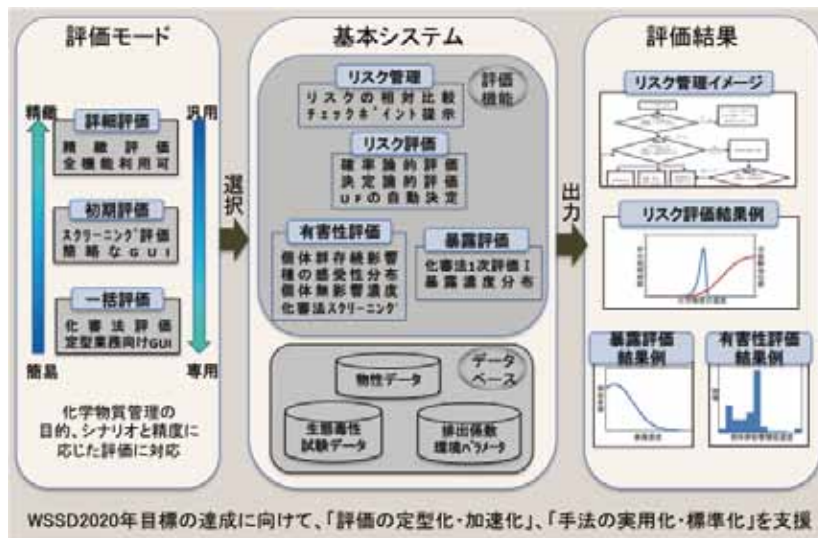 評価モード
精緻
汎用
詳細評価
精緻評価
全機能利用可
初期評価
スクリーニング評価
簡略なGUI
一括評価
化審法評価
定型業務向けGUI
簡易
専用
化学物質管理の
目的、シナリオと精度に
応じた評価に対応
選択
基本システム
評価
機能
リスク管理
リスクの相対比較
チェックポイント提示
リスク評価
確率論的評価
決定論的評価
UFの自動決定
有害性評価
個体群存続影響
種の感受性分布
個体無影響濃度
化審法スクリーニング
暴露評価
化審法1次評価Ⅰ
暴露濃度分布
データ
ベース
物性データ
生態毒性
試験データ
排出係数
環境パラメータ
出力
評価結果
リスク管理イメージ
リスク評価結果例
暴露評価
結果例
有害性評価
結果例
WSSD2020年目標の達成に向けて、「評価の定型化・加速化」、「手法の実用化・標準化」を支援